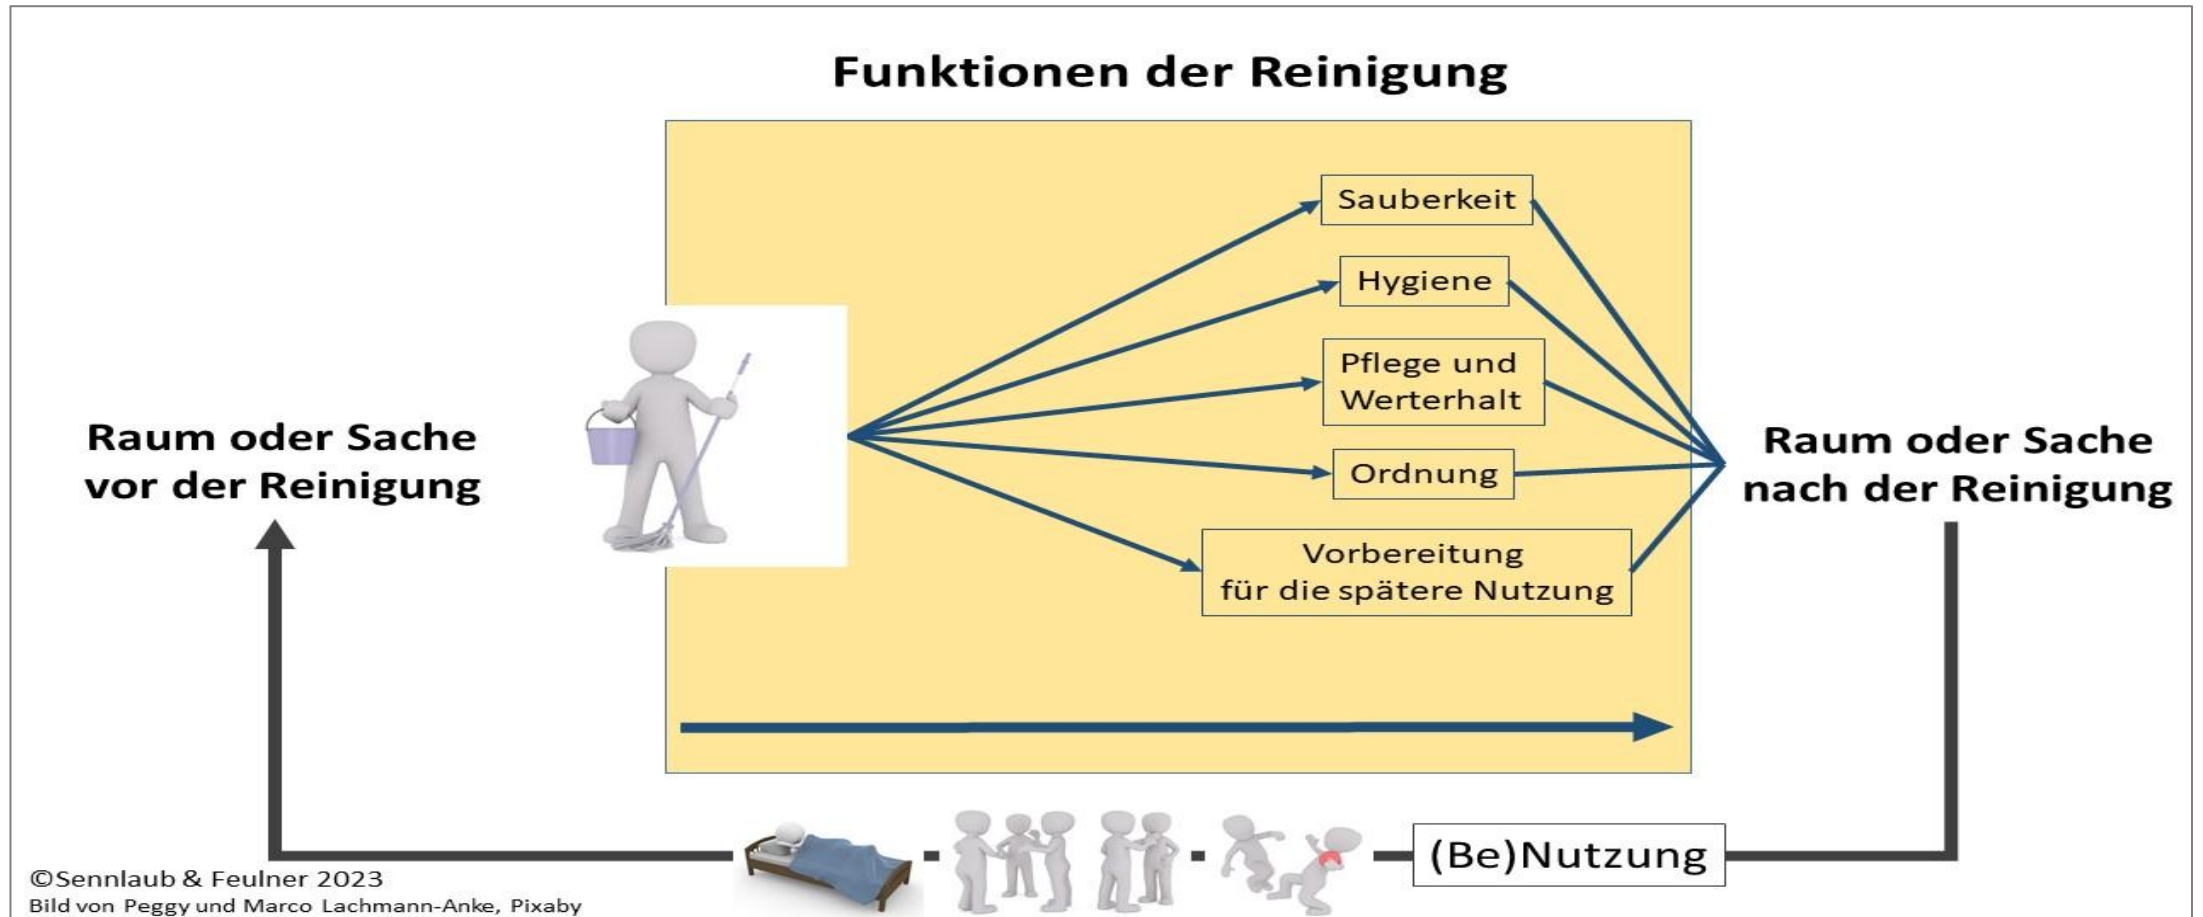 Funktionen der Reinigung
Sauberkeit
Hygiene
Pflege und
Werterhalt
Ordnung
Vorbereitung
für die spätere Nutzung
Raum oder Sache
vor der Reinigung
Raum oder Sache
nach der Reinigung
(Be)Nutzung
©Sennlaub & Feulner 2023
Bild von Peggy und Marco Lachmann-Anke, Pixaby